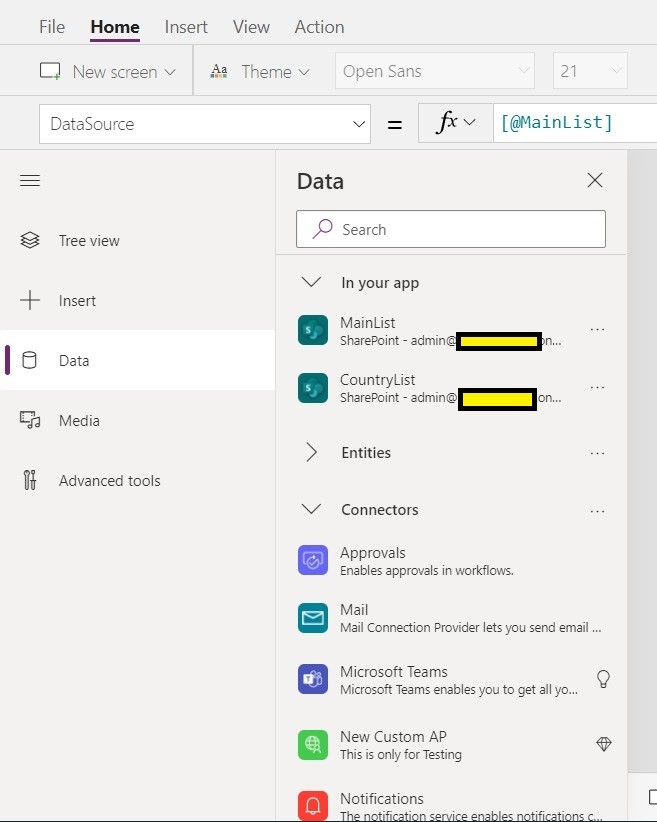 File Home Insert View Action
New screen Aa Theme Open Sans 21
DataSource = fx [@MainList]
Data
Search
Tree view
Insert
Data
Media
Advanced tools
In your app
MainList
SharePoint - admin@ on...
CountryList
SharePoint - admin@ on...
Entities
Connectors
Approvals
Enables approvals in workflows.
Mail
Mail Connection Provider lets you send email ...
Microsoft Teams
Microsoft Teams enables you to get all yo...
New Custom AP
This is only for Testing
Notifications
The notification service enables notifications c...